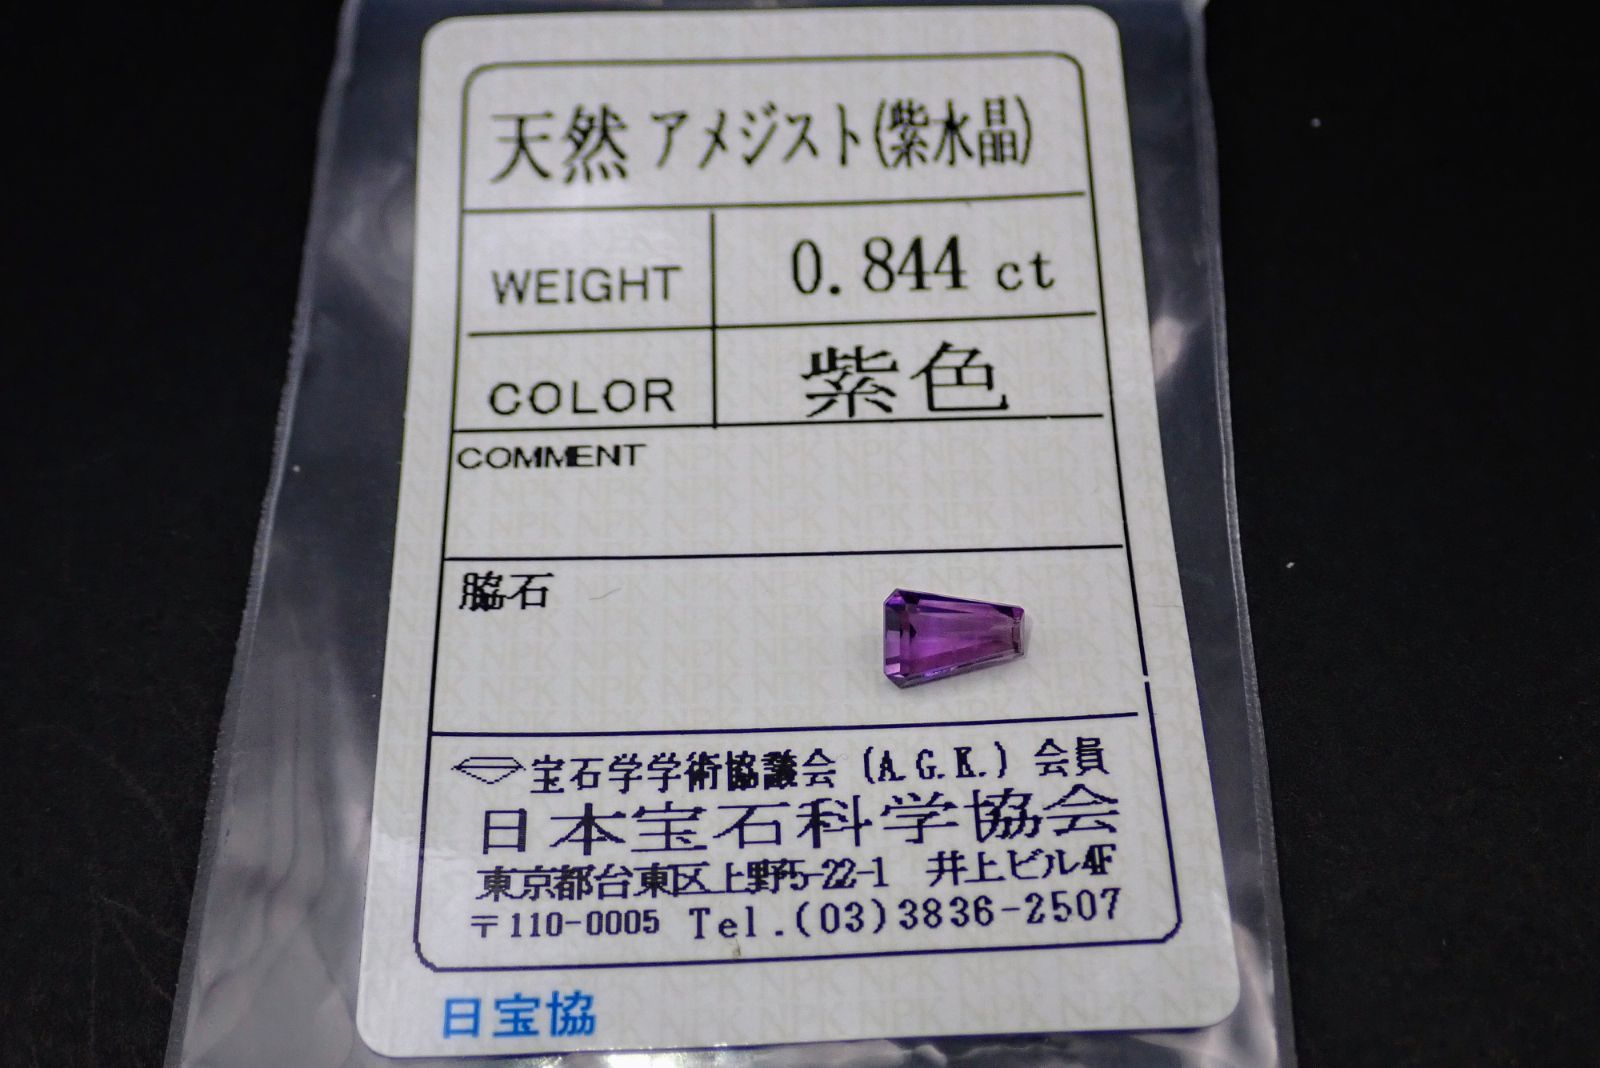 天然 アメジスト(紫水晶)
WEIGHT 0.844 ct
COLOR 紫色
COMMENT
脇石
宝石学学術協議会 (A.G.K.) 会員
日本宝石科学協会
東京都台東区上野5-22-1 井上ビル4F
〒110-0005 Tel.(03)3836-2507
日宝協